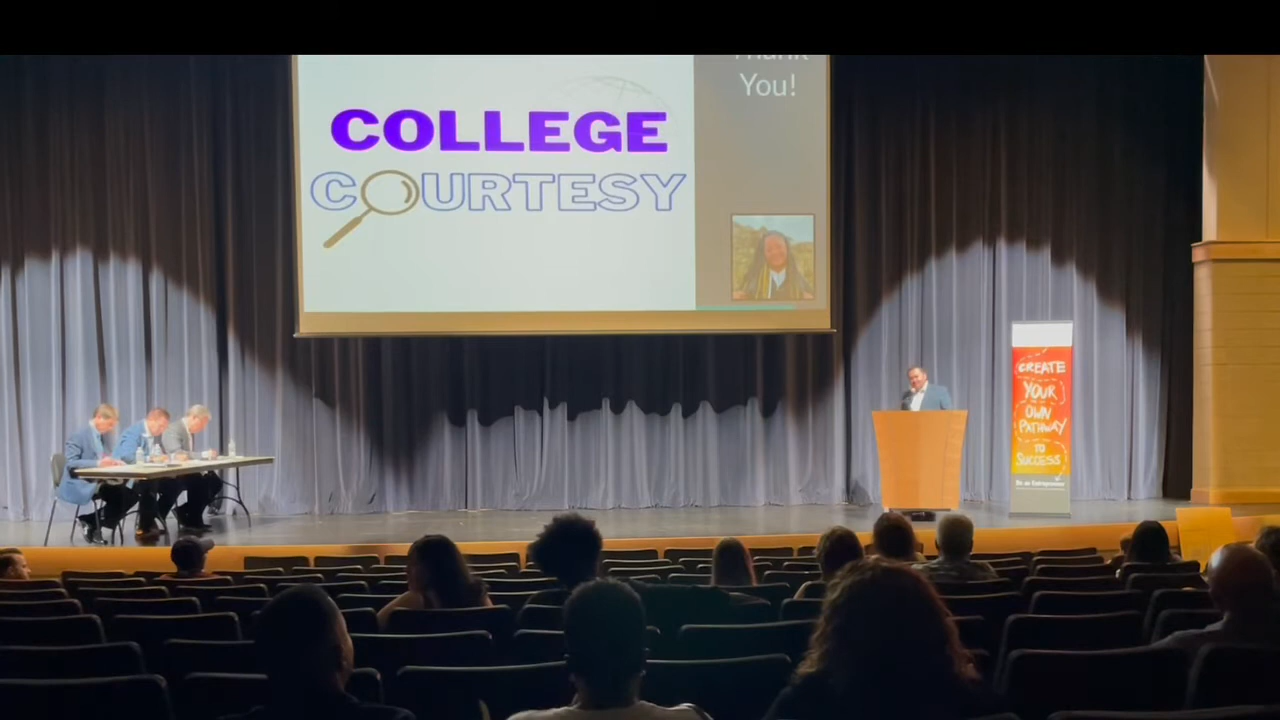 Thank
You!
COLLEGE
COURTESY
CREATE
YOUR
OWN
PATHWAY
TO
SUCCESS
Be an Entrepreneur